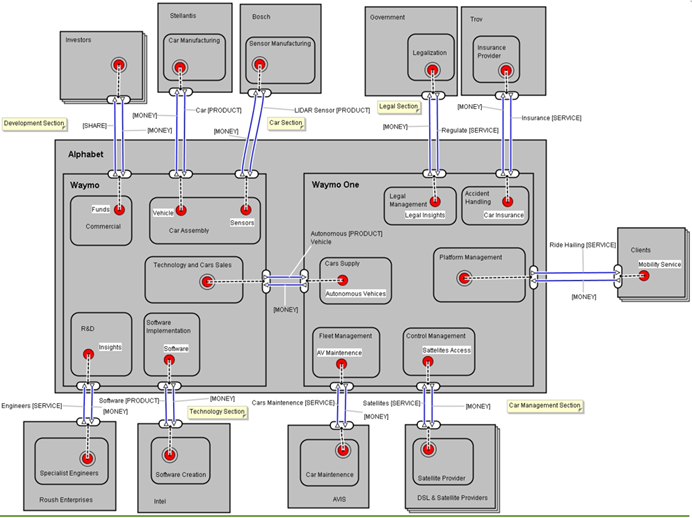 Stellantis
Bosch
Government
Trov
Investors
Car Manufacturing
Sensor Manufacturing
Legalization
Insurance
Provider
[SHARE]
[MONEY]
[MONEY]
Car [PRODUCT]
[MONEY]
LIDAR Sensor [PRODUCT]
Legal Section
[MONEY]
Regulate [SERVICE]
[MONEY]
Insurance [SERVICE]
Development Section
Car Section
Alphabet
Waymo
Waymo One
Funds
Commercial
Vehicle
Car Assembly
Sensors
Legal
Management
Legal Insights
Accident
Handling
Car Insurance
Technology and Cars Sales
Autonomous [PRODUCT]
Vehicle
[MONEY]
Cars Supply
Autonomous Vehices
Platform Management
Ride Hailing [SERVICE]
[MONEY]
Clients
Mobility Service
R&D
Insights
Software
Implementation
Software
Fleet Management
AV Maintenence
Control Management
Sattelites Access
Engineers [SERVICE]
[MONEY]
Software [PRODUCT]
[MONEY]
Technology Section
Cars Maintenence [SERVICE]
[MONEY]
Satellites [SERVICE]
[MONEY]
Car Management Section
Specialist Engineers
Roush Enterprises
Software Creation
Intel
Car Maintenence
AVIS
Satellite Provider
DSL & Satellite Providers